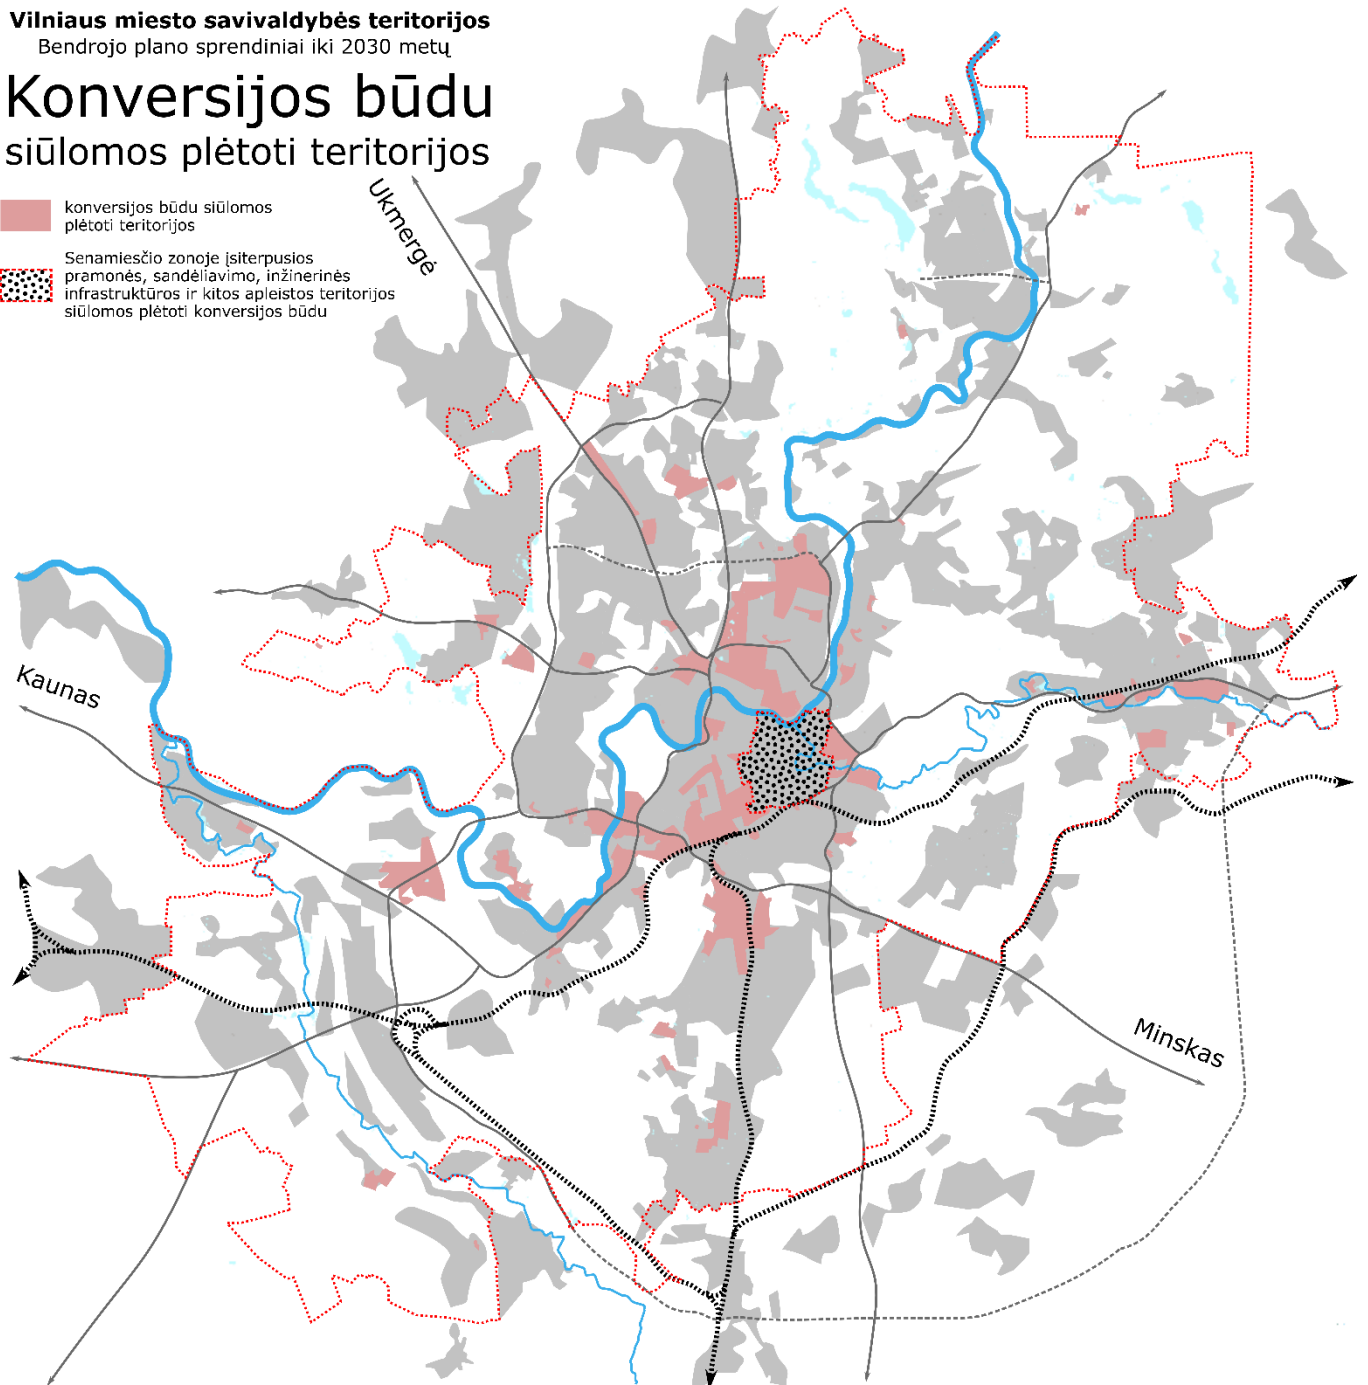 Vilniaus miesto savivaldybės teritorijos
Bendrojo plano sprendiniai iki 2030 metų
Konversijos būdu
siūlomos plėtoti teritorijos
konversijos būdu siūlomos
plėtoti teritorijos
Senamiesčio zonoje įsiterpusios
pramonės, sandėliavimo, inžinerinės
infrastruktūros ir kitos apleistos teritorijos
siūlomos plėtoti konversijos būdu
Ukmergė
Kaunas
Minskas